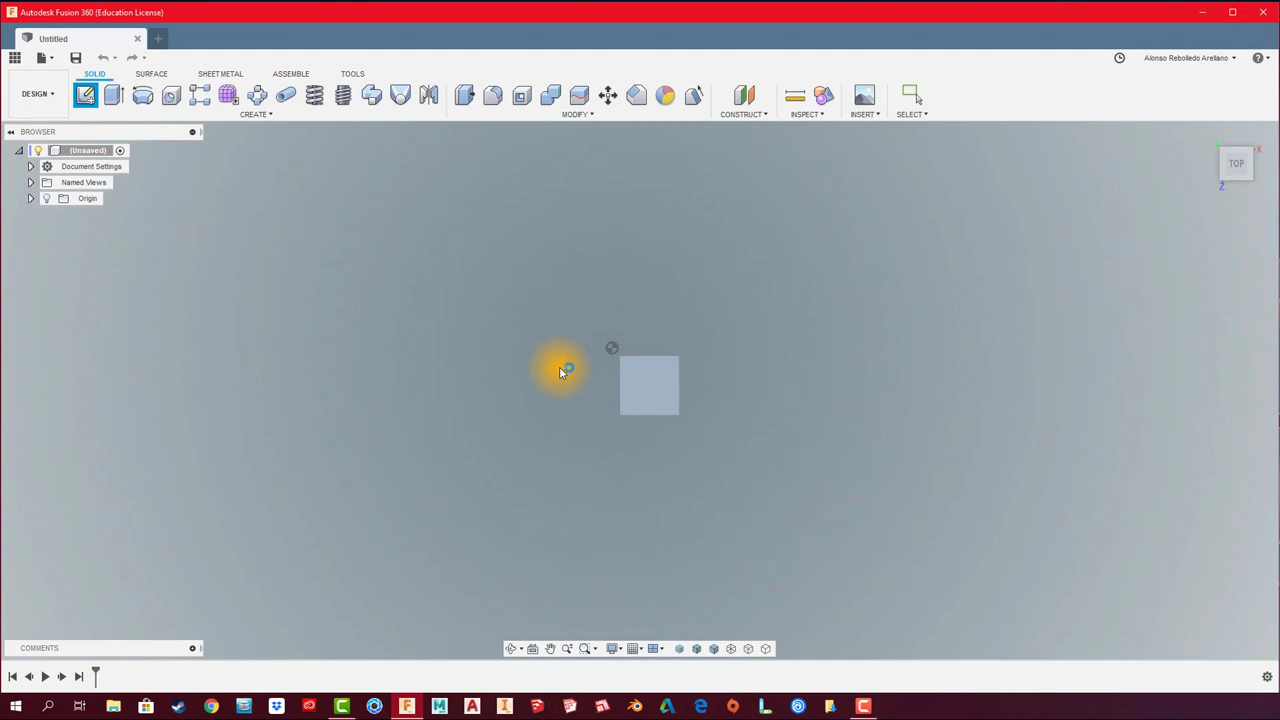 Autodesk Fusion 360 (Education License)
Untitled
Alonso Rebolledo Arellano
SOLID SURFACE SHEET METAL ASSEMBLE TOOLS
DESIGN
CREATE MODIFY CONSTRUCT INSPECT INSERT SELECT
BROWSER
(Unsaved)
Document Settings
Named Views
Origin
X
TOP
Z
COMMENTS